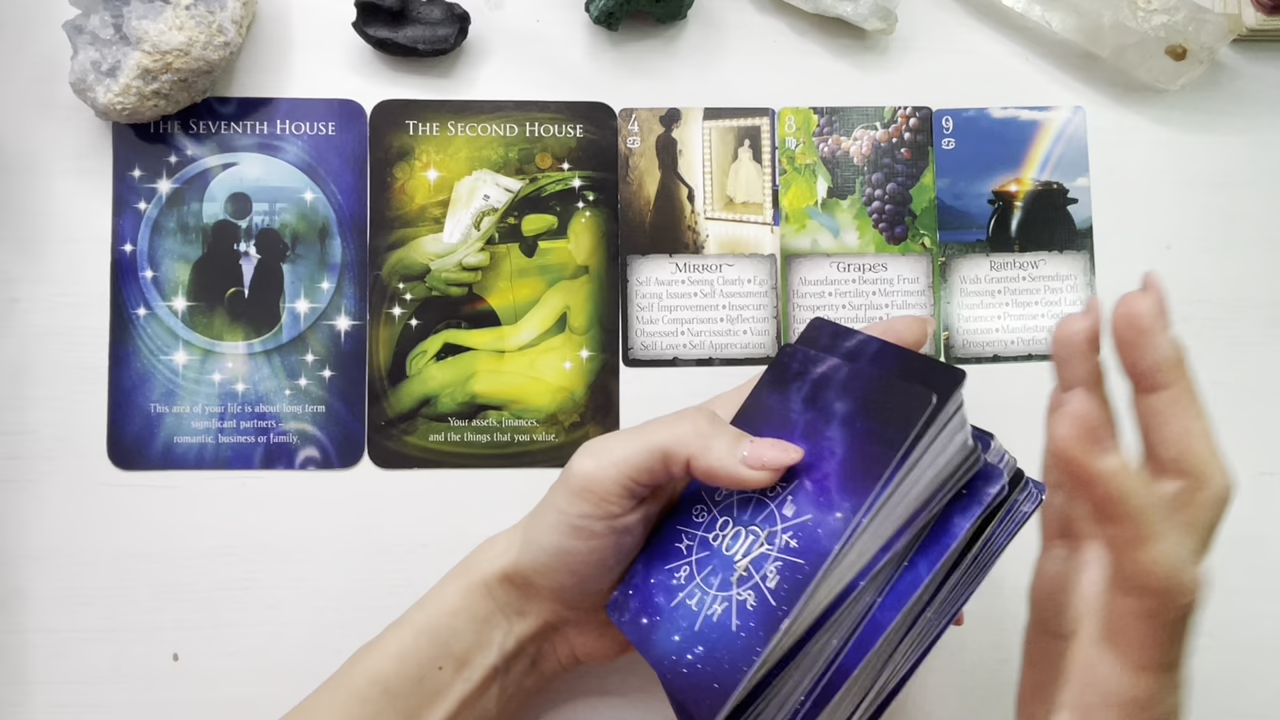 THE SEVENTH HOUSE
This area of your life is about long term
significant partners –
romantic, business or family.
THE SECOND HOUSE
Your assets, finances,
and the things that you value.
4
Mirror
Self Aware • Seeing Clearly • Ego
Facing Issues • Self-Assessment
Self Improvement • Insecure
Make Comparisons • Reflection
Obsessed • Narcissistic • Vain
Self Love • Self Appreciation
8
Grapes
Abundance • Bearing Fruit
Harvest • Fertility • Merriment
Prosperity • Surplus • Fullness
9
Rainbow
Wish Granted • Serendipity
Blessing • Patience Pays Off
Abundance • Hope • Good Luck
Patience • Promise •
Creation • Manifesting
Prosperity • Perfect
108